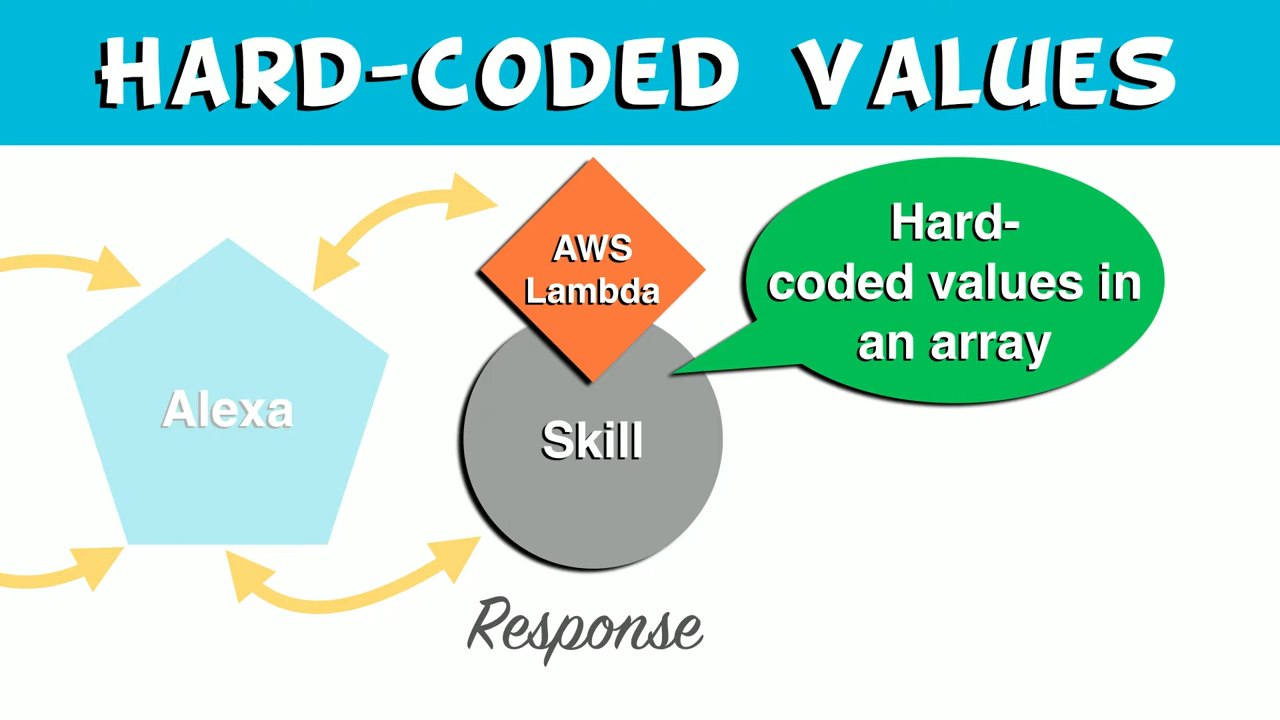 HARD-CODED VALUES
AWS
Lambda
Hard-
coded values in
an array
Alexa
Skill
Response